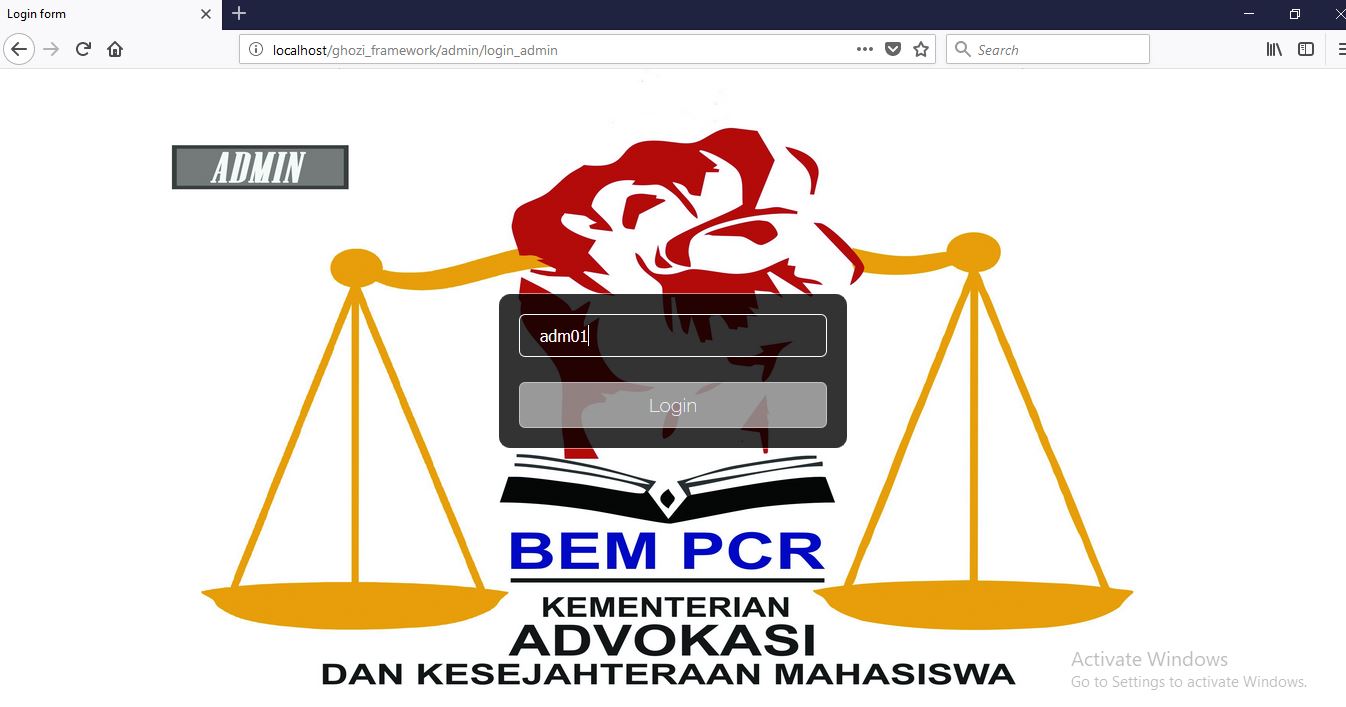 Login form
localhost/ghozi_framework/admin/login_admin
Search
ADMIN
adm01
Login
BEM PCR
KEMENTERIAN
ADVOKASI
DAN KESEJAHTERAAN MAHASISWA
Activate Windows
Go to Settings to activate Windows.